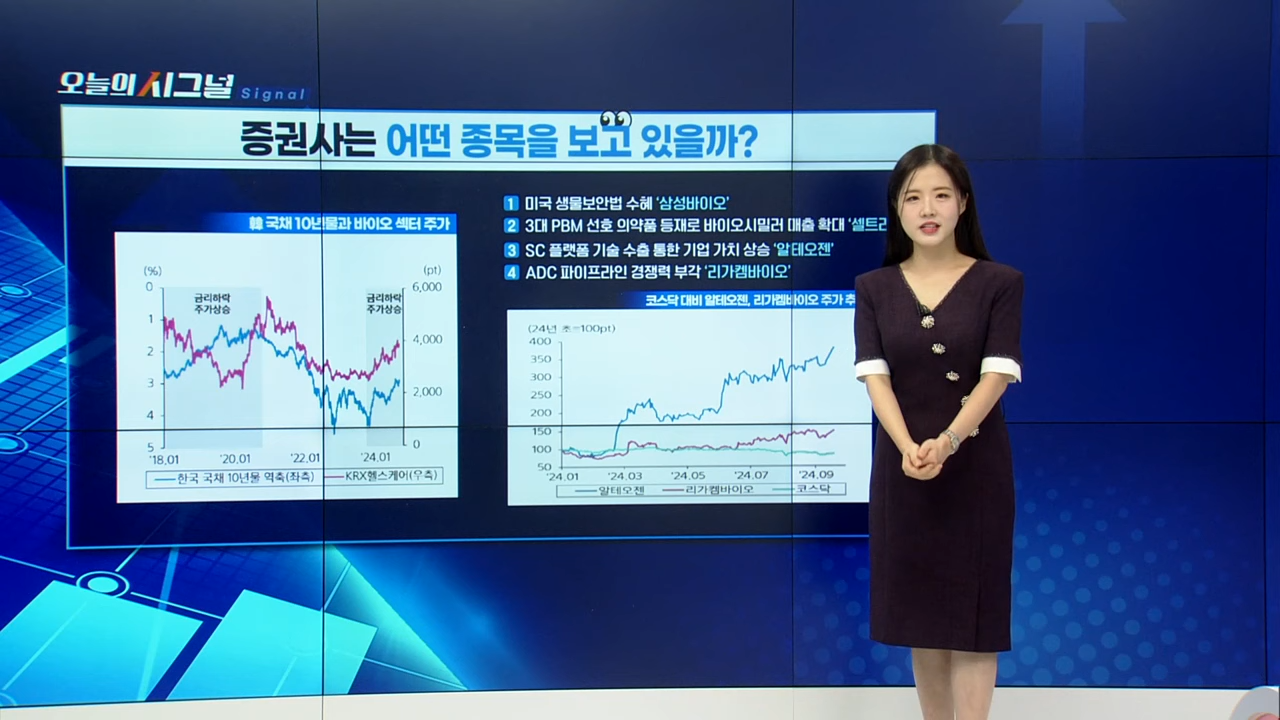 오늘의 시그널 Signal
증권사는 어떤 종목을 보고 있을까?
韓 국채 10년물과 바이오 섹터 주가
(%)
(pt)
0
1
2
3
4
5
6,000
4,000
2,000
0
금리하락
주가상승
금리하락
주가상승
'18.01 '20.01 '22.01 '24.01
한국 국채 10년물 역축(좌측) KRX헬스케어(우측)
1 미국 생물보안법 수혜 '삼성바이오'
2 3대 PBM 선호 의약품 등재로 바이오시밀러 매출 확대 '셀트리
3 SC 플랫폼 기술 수출 통한 기업 가치 상승 '알테오젠'
4 ADC 파이프라인 경쟁력 부각 '리가켐바이오'
코스닥 대비 알테오젠, 리가켐바이오 주가 추
(24년 초=100pt)
400
350
300
250
200
150
100
50
'24.01 '24.03 '24.05 '24.07 '24.09
알테오젠 리가켐바이오 코스닥